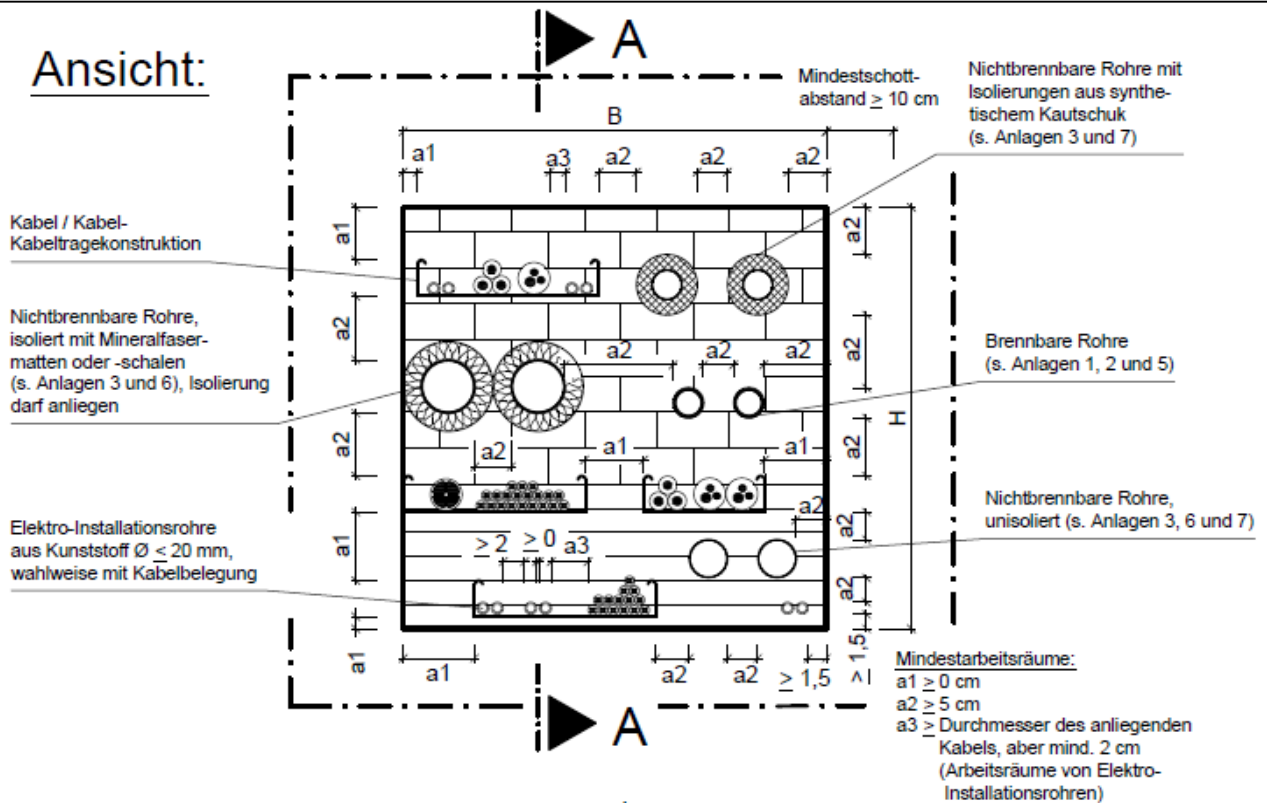 Ansicht:
A
Mindestschott-
abstand ≥ 10 cm
Nichtbrennbare Rohre mit
Isolierungen aus synthe-
tischem Kautschuk
(s. Anlagen 3 und 7)
B
a1
a3
a2
a2
a2
Kabel / Kabel-
Kabeltragekonstruktion
a1
a2
Nichtbrennbare Rohre,
isoliert mit Mineralfaser-
matten oder -schalen
(s. Anlagen 3 und 6), Isolierung
darf anliegen
a2
a2
a2
a2
a2
Brennbare Rohre
(s. Anlagen 1, 2 und 5)
H
a2
a2
a1
a1
a2
a2
a2
Nichtbrennbare Rohre,
unisoliert (s. Anlagen 3, 6 und 7)
Elektro-Installationsrohre
aus Kunststoff Ø ≤ 20 mm,
wahlweise mit Kabelbelegung
a1
≥ 2
≥ 0
a3
a2
a1
a1
a2
a2
≥ 1,5
≥ 1,5
A
Mindestarbeitsräume:
a1 ≥ 0 cm
a2 ≥ 5 cm
a3 ≥ Durchmesser des anliegenden
Kabels, aber mind. 2 cm
(Arbeitsräume von Elektro-
Installationsrohren)